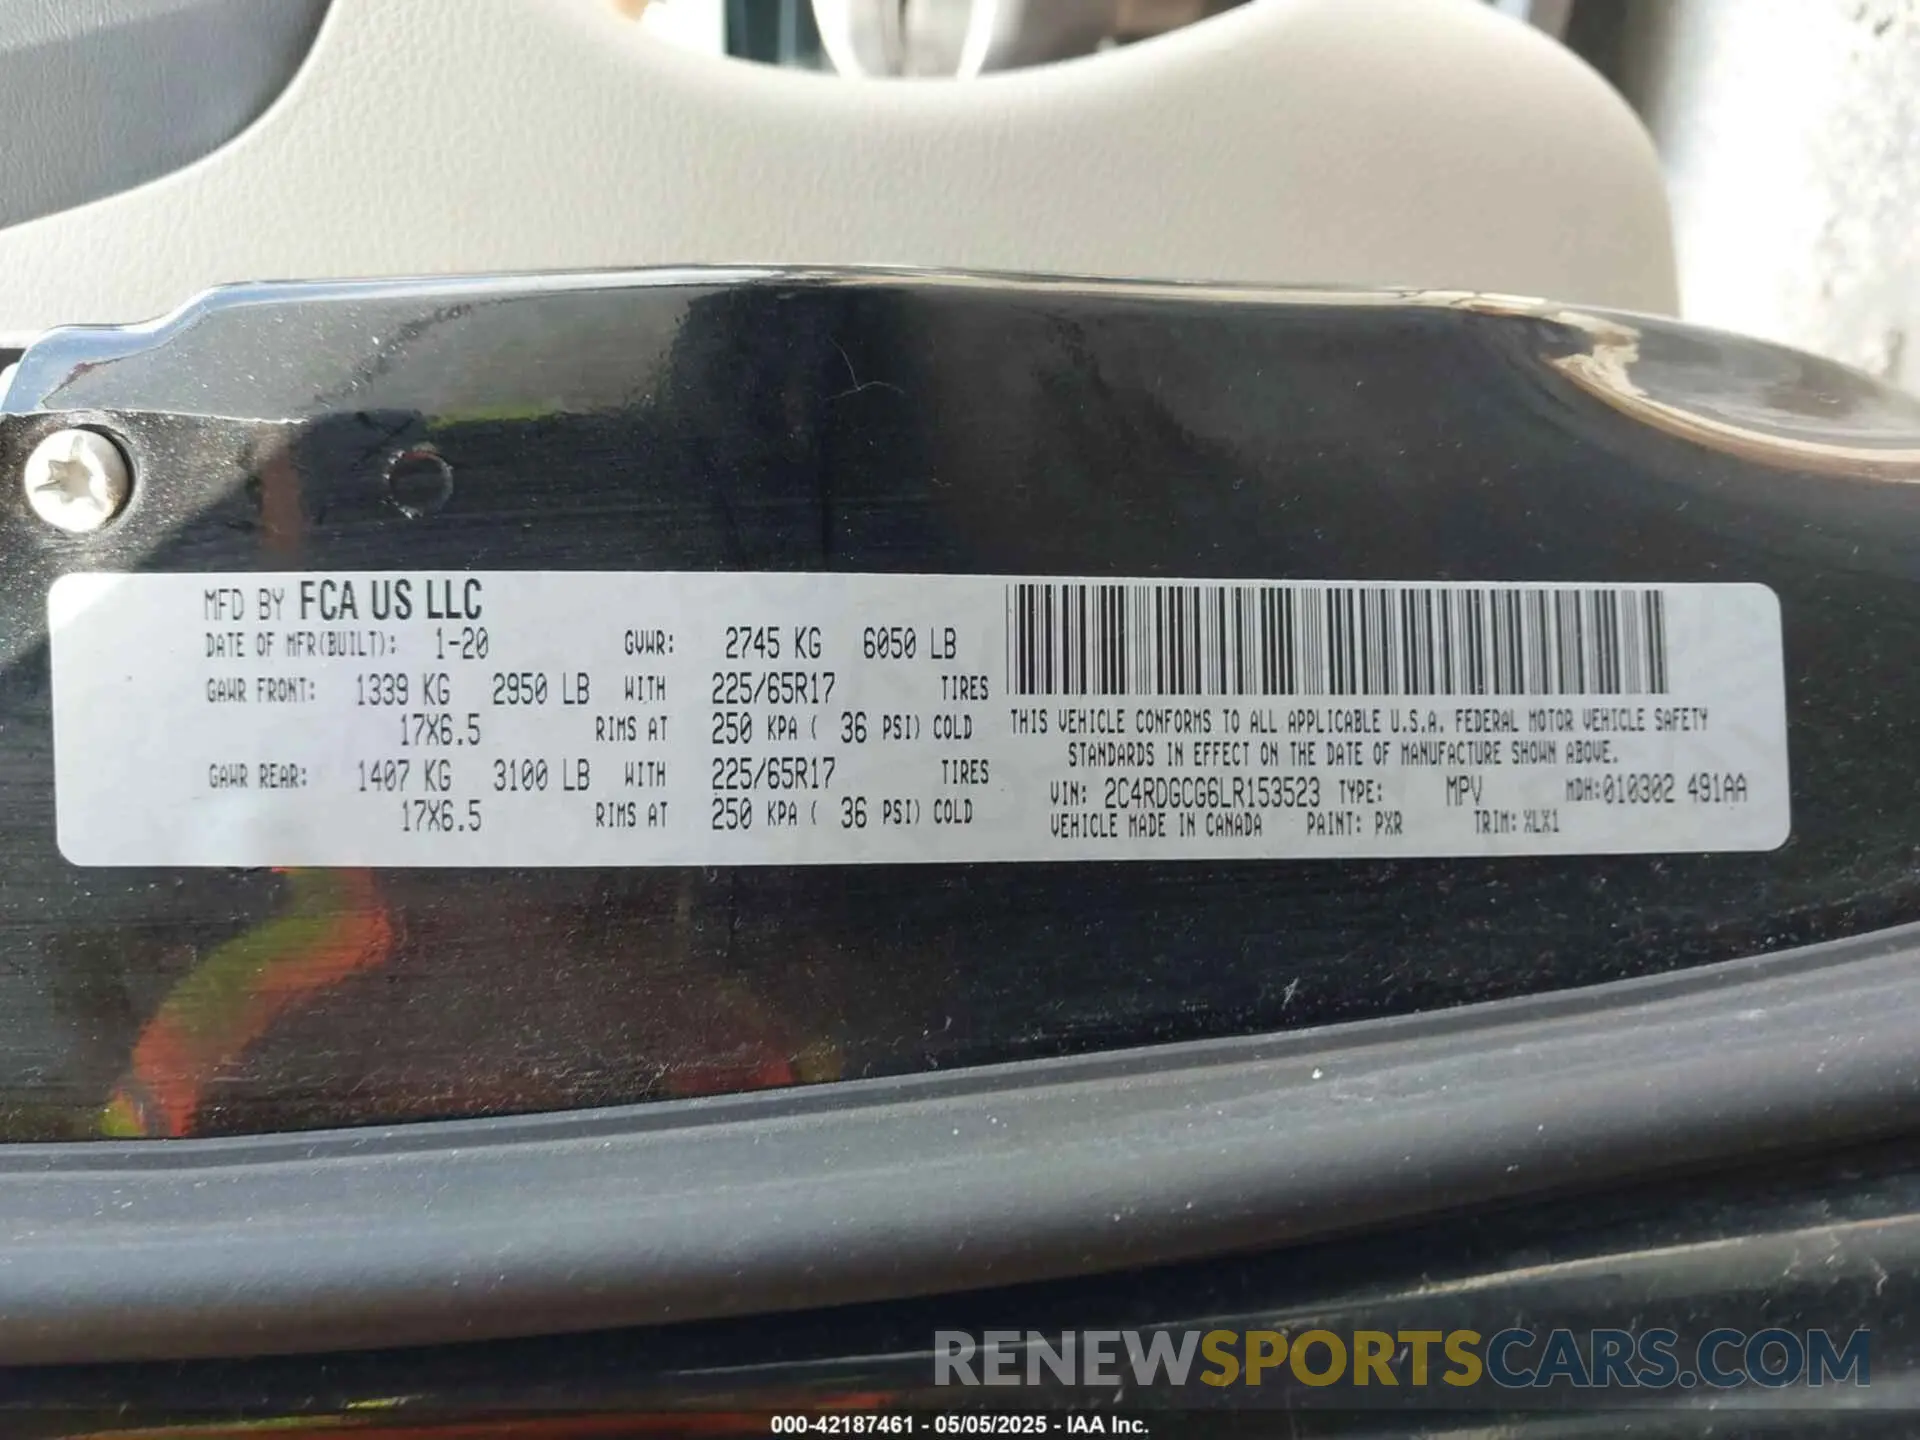 MFD BY FCA US LLC
DATE OF MFR(BUILT): 1-20 GVWR: 2745 KG 6050 LB
GAWR FRONT: 1339 KG 2950 LB WITH 225/65R17 TIRES
17X6.5 RIMS AT 250 KPA ( 36 PSI) COLD
GAWR REAR: 1407 KG 3100 LB WITH 225/65R17 TIRES
17X6.5 RIMS AT 250 KPA ( 36 PSI) COLD
THIS VEHICLE CONFORMS TO ALL APPLICABLE U.S.A. FEDERAL MOTOR VEHICLE SAFETY
STANDARDS IN EFFECT ON THE DATE OF MANUFACTURE SHOWN ABOVE.
VIN: 2C4RDGCG6LR153523 TYPE: MPV MDH:010302 491AA
VEHICLE MADE IN CANADA PAINT: PXR TRIM: XLX1
RENEWSPORTSCARS.COM
000-42187461 - 05/05/2025 - IAA Inc.